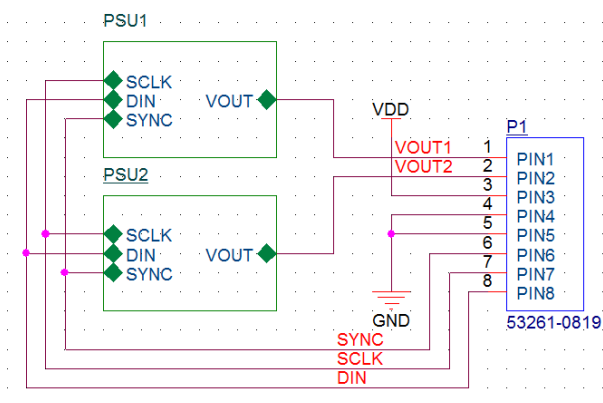 PSU1
SCLK
DIN
VOUT
SYNC
VDD
P1
VOUT1
1
PIN1
VOUT2
2
PIN2
3
PIN3
PSU2
4
PIN4
5
PIN5
SCLK
6
PIN6
DIN
VOUT
7
PIN7
SYNC
8
PIN8
GND
53261-0819
SYNC
SCLK
DIN